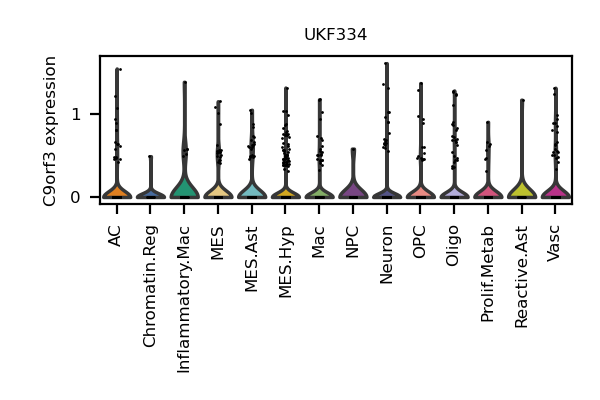 UKF334
C9orf3 expression
1
0
AC
Chromatin.Reg
Inflammatory.Mac
MES
MES.Ast
MES.Hyp
Mac
NPC
Neuron
OPC
Oligo
Prolif.Metab
Reactive.Ast
Vasc